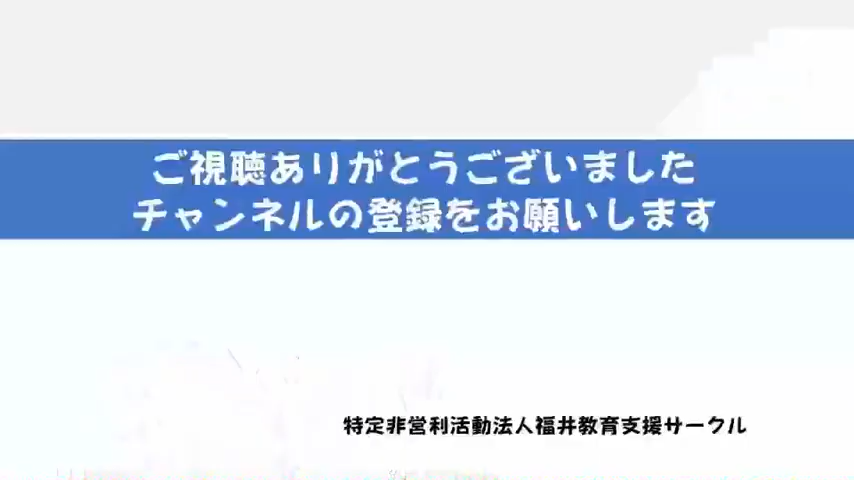 ご視聴ありがとうございました
チャンネルの登録をお願いします
特定非営利活動法人福井教育支援サークル